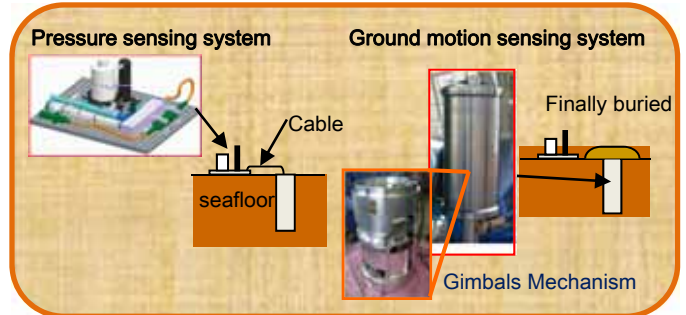 Pressure sensing system
Ground motion sensing system
Finally buried
Cable
seafloor
Gimbals Mechanism